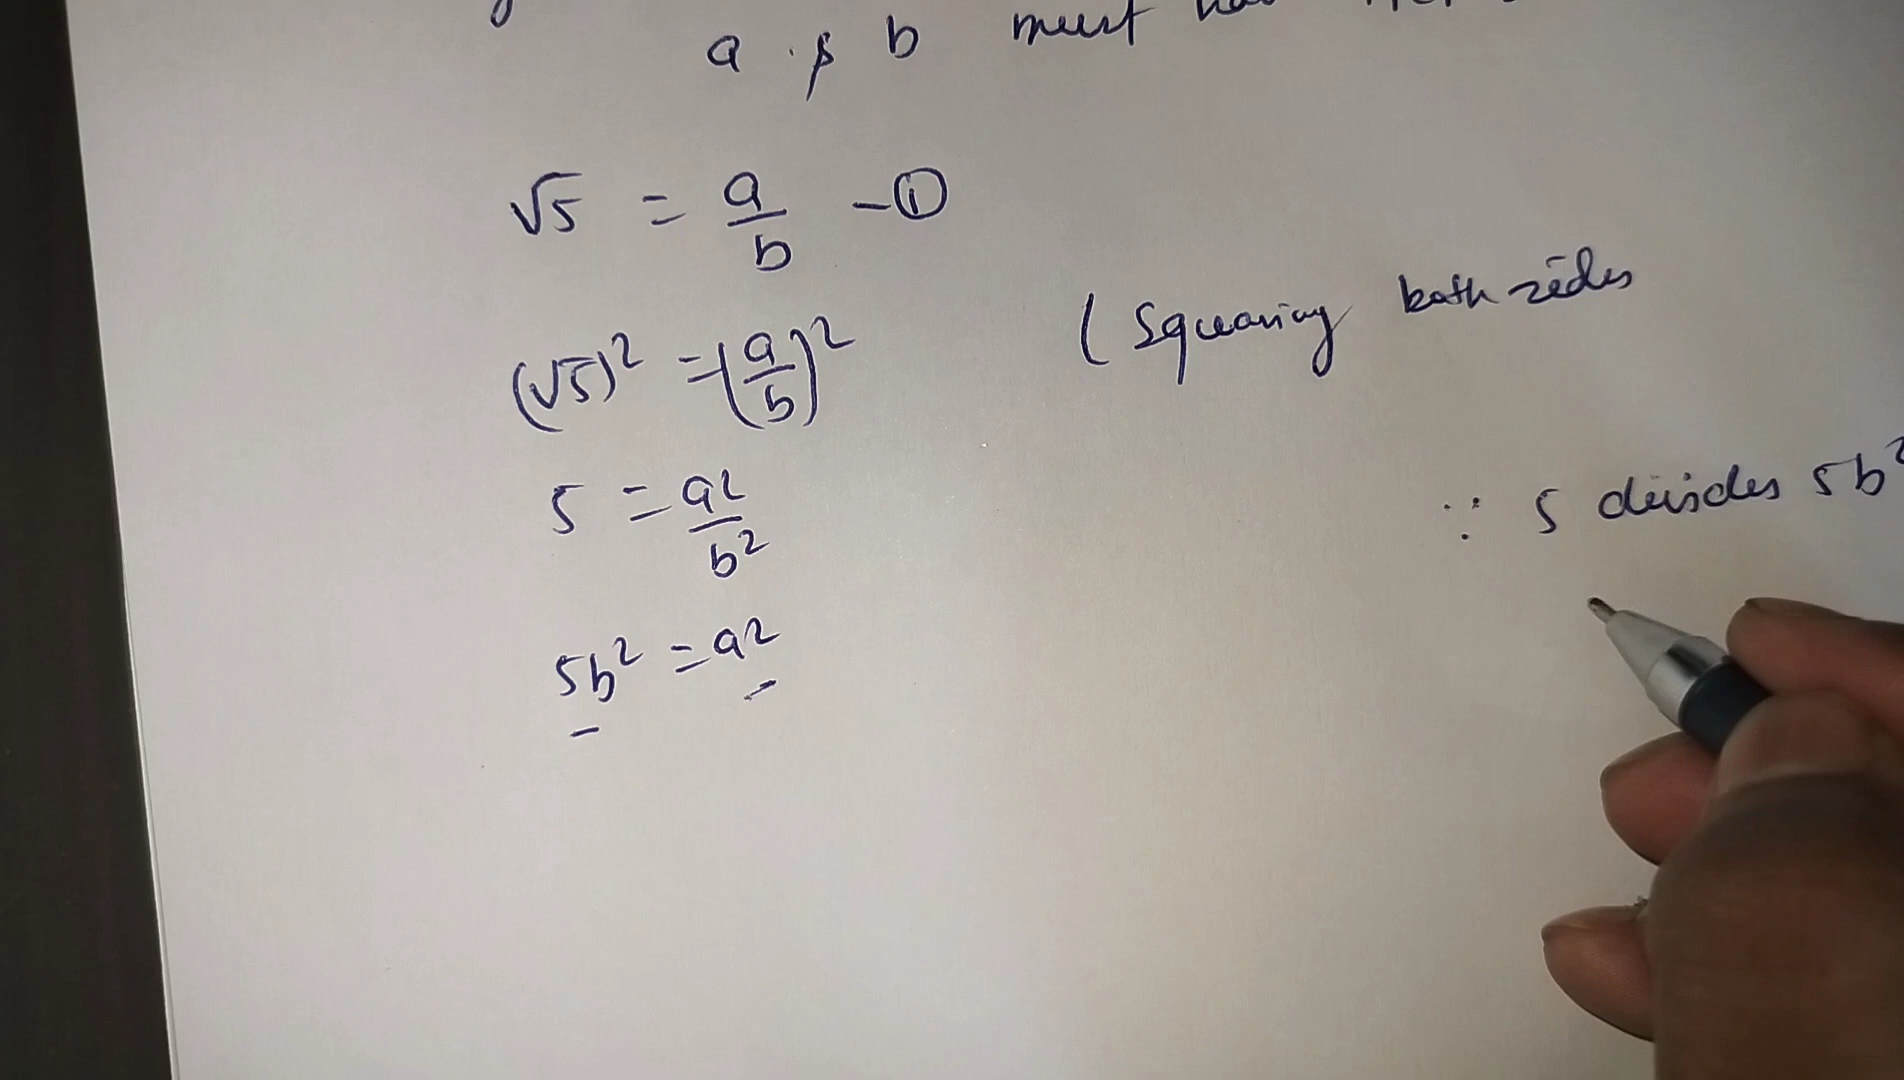 a & b must
√5 = a/b - ①
(√5)² = (a/b)² ( Squaring both sides
5 = a²/b² ∵ 5 divides 5b²
5b² = a²